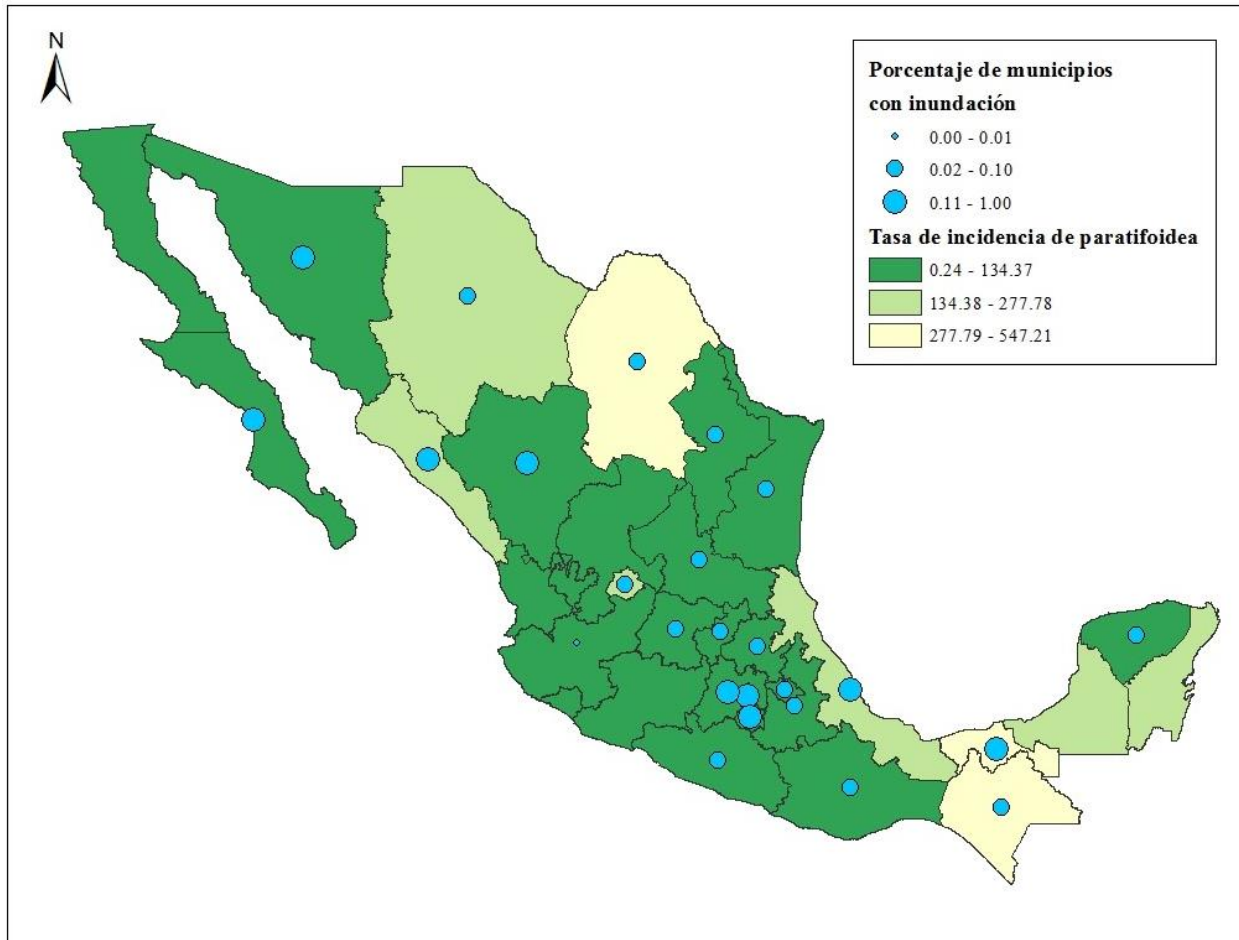 N
Porcentaje de municipios
con inundación
0.00 - 0.01
0.02 - 0.10
0.11 - 1.00
Tasa de incidencia de paratifoidea
0.24 - 134.37
134.38 - 277.78
277.79 - 547.21